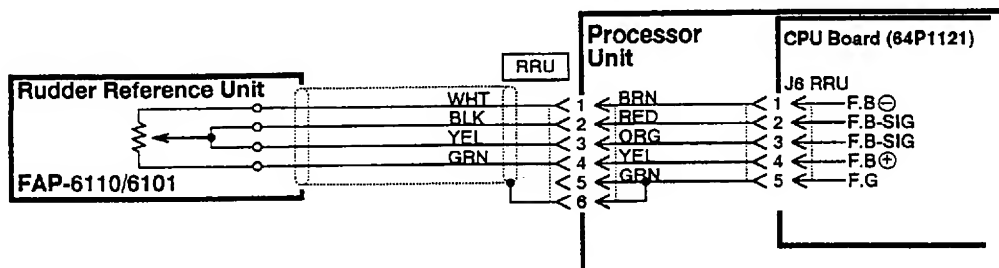 Processor
Unit
CPU Board (64P1121)
RRU
Rudder Reference Unit
J6 RRU
WHT 1 BRN 1 F.B⊖
BLK 2 RED 2 F.B-SIG
YEL 3 ORG 3 F.B-SIG
GRN 4 YEL 4 F.B⊕
5 GRN 5 F.G
6
FAP-6110/6101